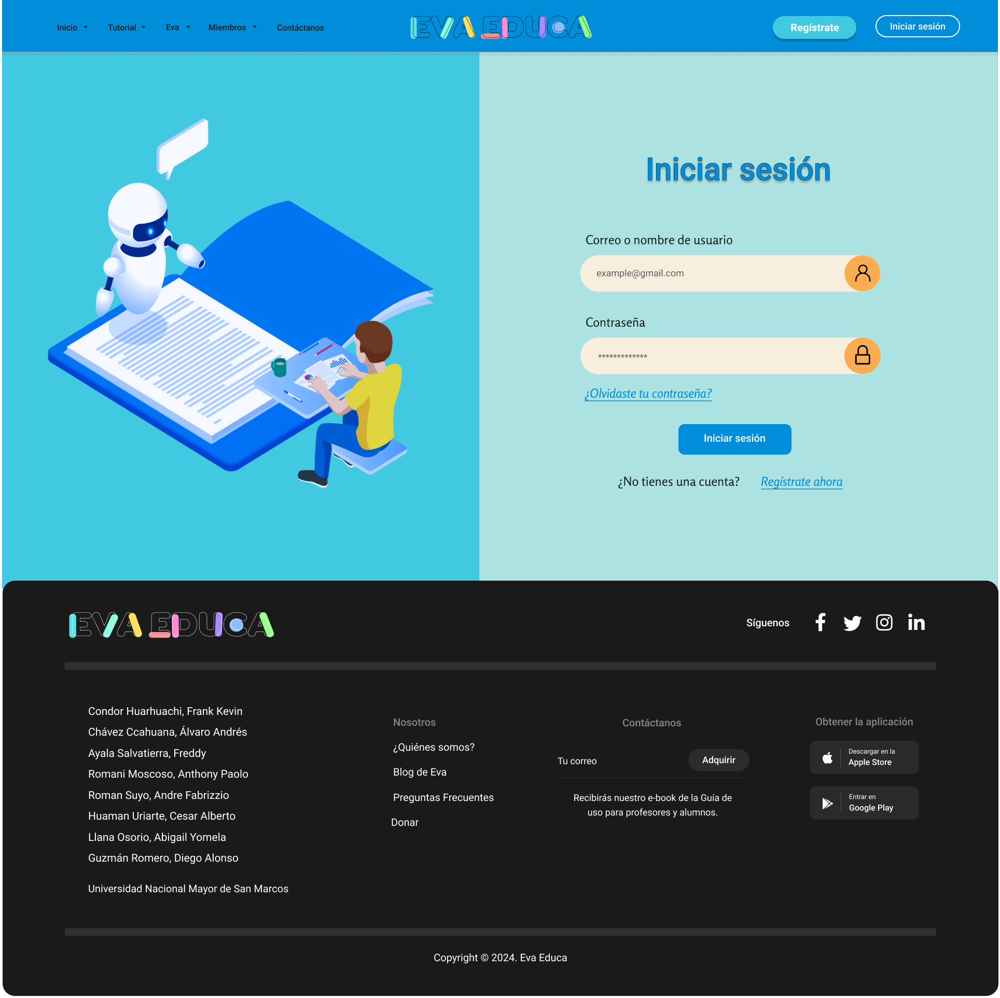 Inicio
Tutorial
Eva
Miembros
Contáctanos
EVA EDUCA
Regístrate
Iniciar sesión
Iniciar sesión
Correo o nombre de usuario
example@gmail.com
Contraseña
*************
¿Olvidaste tu contraseña?
Iniciar sesión
¿No tienes una cuenta? Regístrate ahora
EVA EDUCA
Síguenos
Condor Huarhuachi, Frank Kevin
Chávez Ccahuana, Álvaro Andrés
Ayala Salvatierra, Freddy
Romani Moscoso, Anthony Paolo
Roman Suyo, Andre Fabrizzio
Huaman Uriarte, Cesar Alberto
Llana Osorio, Abigail Yomela
Guzmán Romero, Diego Alonso
Universidad Nacional Mayor de San Marcos
Nosotros
¿Quiénes somos?
Blog de Eva
Preguntas Frecuentes
Donar
Contáctanos
Tu correo
Adquirir
Recibirás nuestro e-book de la Guía de
uso para profesores y alumnos.
Obtener la aplicación
Descargar en la
Apple Store
Entrar en
Google Play
Copyright © 2024. Eva Educa